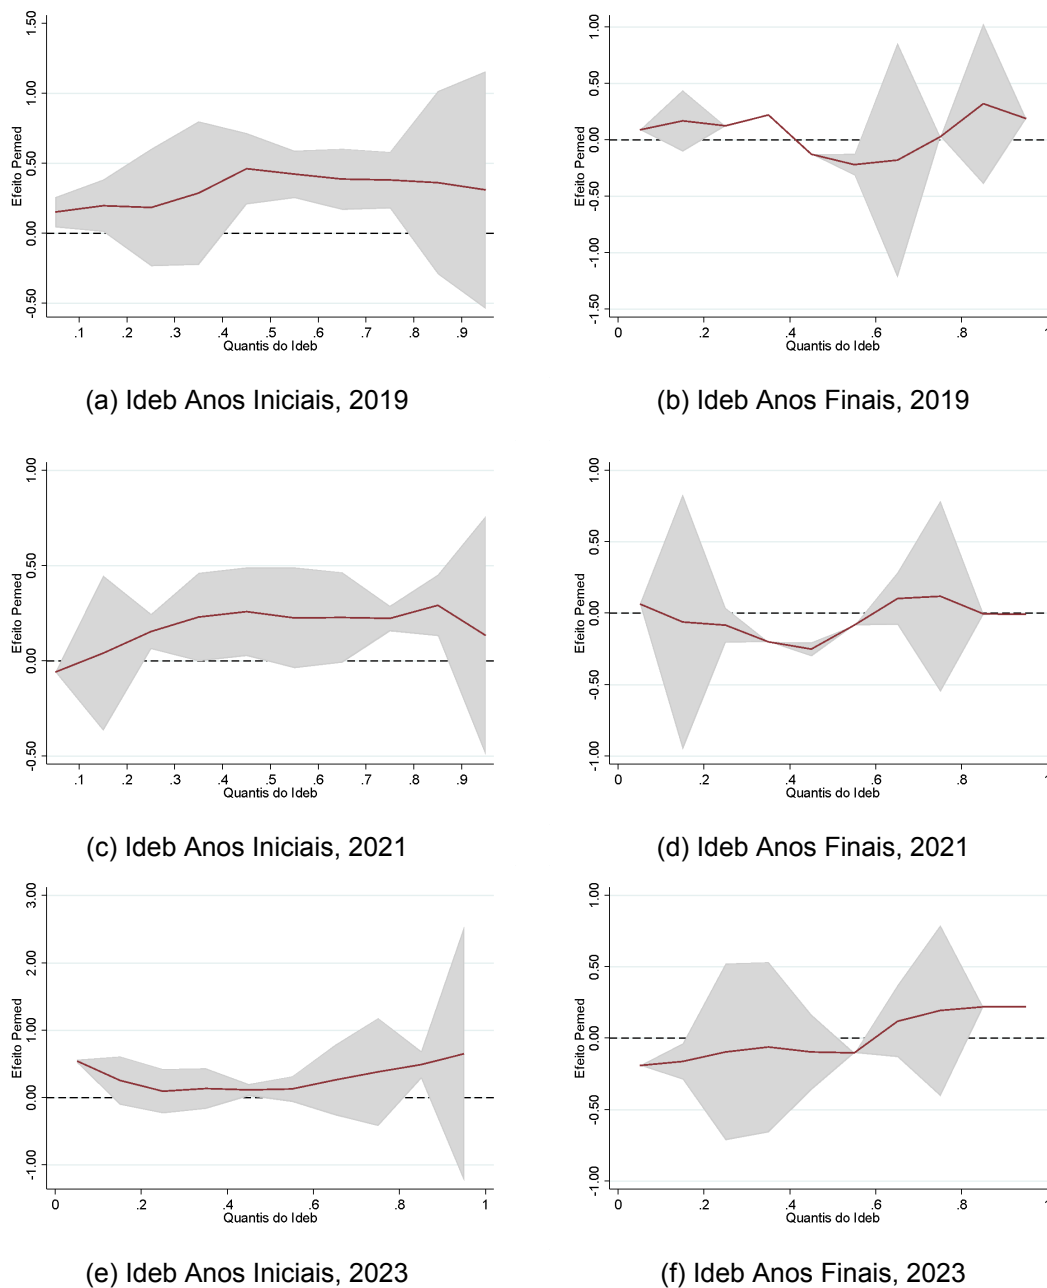 1.50
1.00
0.50
0.00
-0.50
Efeito Pemed
.1 .2 .3 .4 .5 .6 .7 .8 .9
Quantis do Ideb
(a) Ideb Anos Iniciais, 2019
1.00
0.50
0.00
-0.50
-1.00
-1.50
Efeito Pemed
0 .2 .4 .6 .8 1
Quantis do Ideb
(b) Ideb Anos Finais, 2019
1.00
0.50
0.00
-0.50
Efeito Pemed
.1 .2 .3 .4 .5 .6 .7 .8 .9
Quantis do Ideb
(c) Ideb Anos Iniciais, 2021
1.00
0.50
0.00
-0.50
-1.00
Efeito Pemed
0 .2 .4 .6 .8 1
Quantis do Ideb
(d) Ideb Anos Finais, 2021
3.00
2.00
1.00
0.00
-1.00
Efeito Pemed
0 .2 .4 .6 .8 1
Quantis do Ideb
(e) Ideb Anos Iniciais, 2023
1.00
0.50
0.00
-0.50
-1.00
Efeito Pemed
0 .2 .4 .6 .8 1
Quantis do Ideb
(f) Ideb Anos Finais, 2023